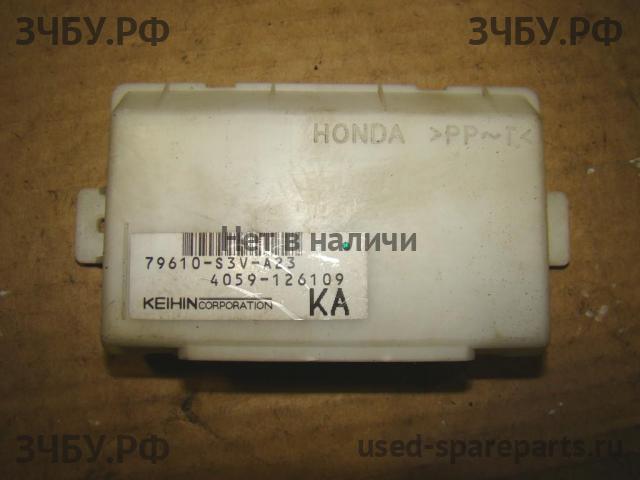 ЗЧБУ.РФ
ЗЧБУ.РФ
HONDA >PP~T<
Нет в наличи
79610-S3V-A23
4059-126109
KEIHIN CORPORATION KA
ЗЧБУ.РФ
used-spareparts.ru